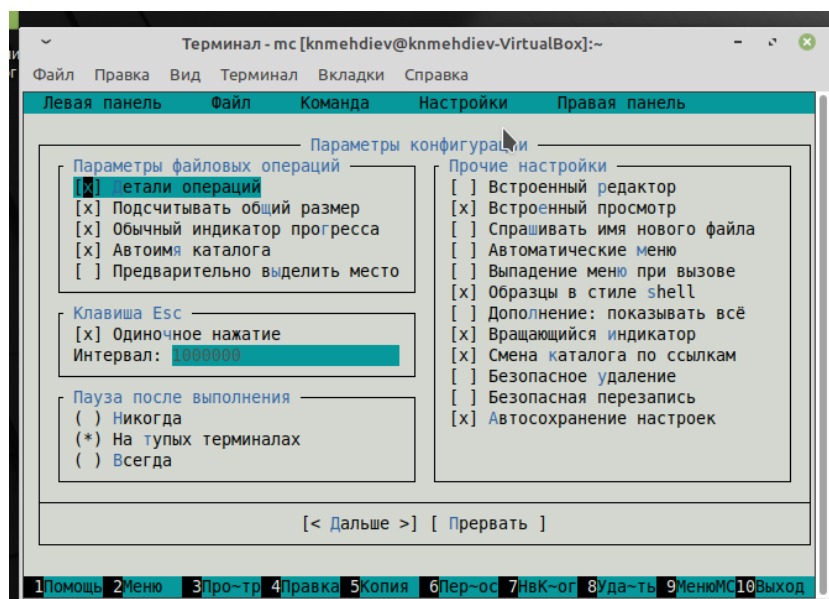 Терминал - mc [knmehdiev@knmehdiev-VirtualBox]:~
Файл Правка Вид Терминал Вкладки Справка
Левая панель Файл Команда Настройки Правая панель
Параметры конфигурации
Параметры файловых операций
[x] Детали операций
[x] Подсчитывать общий размер
[x] Обычный индикатор прогресса
[x] Автоимя каталога
[ ] Предварительно выделить место
Клавиша Esc
[x] Одиночное нажатие
Интервал: 1000000
Пауза после выполнения
( ) Никогда
(*) На тупых терминалах
( ) Всегда
Прочие настройки
[ ] Встроенный редактор
[x] Встроенный просмотр
[ ] Спрашивать имя нового файла
[ ] Автоматические меню
[ ] Выпадение меню при вызове
[x] Образцы в стиле shell
[ ] Дополнение: показывать всё
[x] Вращающийся индикатор
[x] Смена каталога по ссылкам
[ ] Безопасное удаление
[ ] Безопасная перезапись
[x] Автосохранение настроек
[< Дальше >] [ Прервать ]
1Помощь 2Меню 3Про~тр 4Правка 5Копия 6Пер~ос 7НвК~ог 8Уда~ть 9МенюМС10Выход